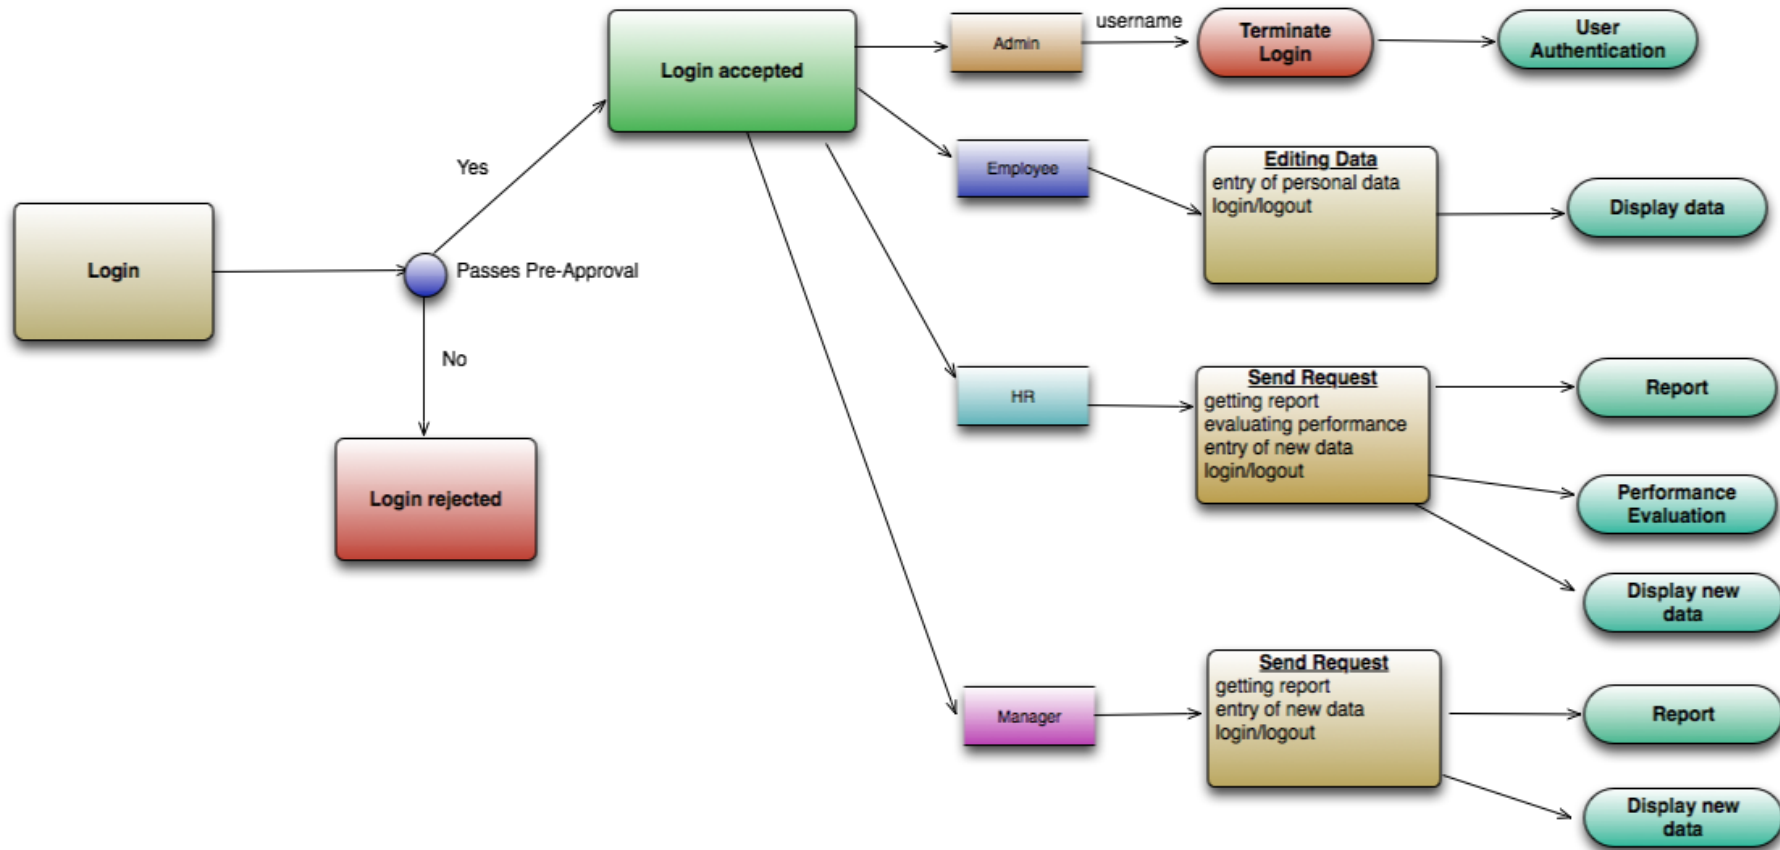 username
Admin
Terminate
Login
User
Authentication
Login accepted
Yes
Employee
Editing Data
entry of personal data
login/logout
Display data
Login
Passes Pre-Approval
No
Login rejected
HR
Send Request
getting report
evaluating performance
entry of new data
login/logout
Report
Performance
Evaluation
Display new
data
Manager
Send Request
getting report
entry of new data
login/logout
Report
Display new
data